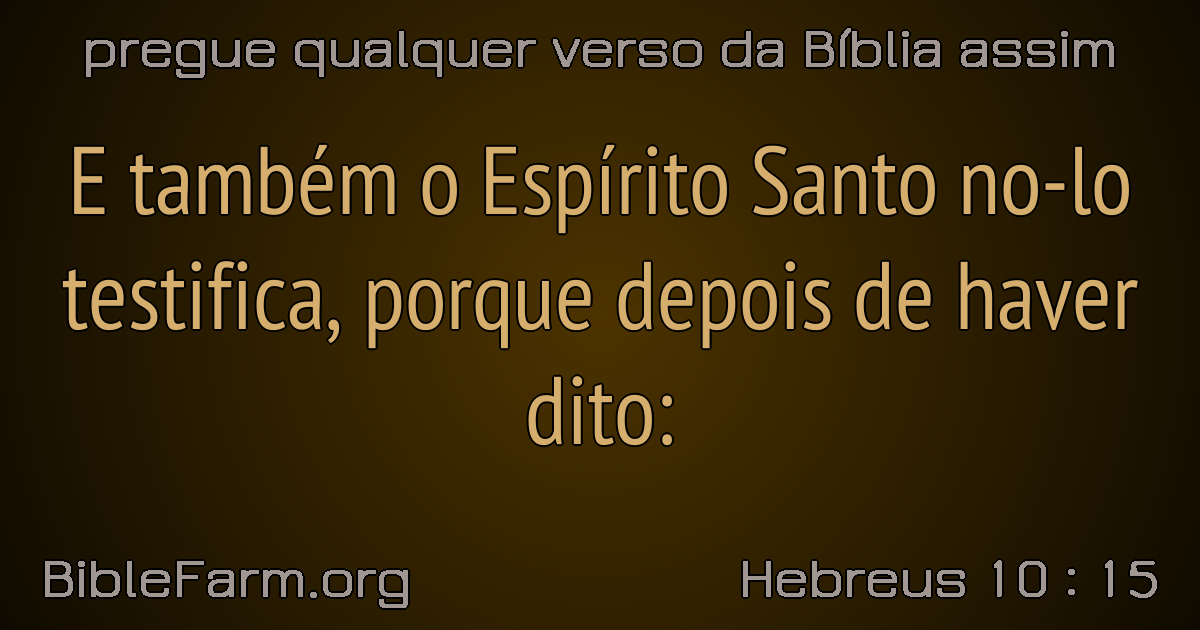 pregue qualquer verso da Bíblia assim
E também o Espírito Santo no-lo
testifica, porque depois de haver
dito:
BibleFarm.org
Hebreus 10 : 15